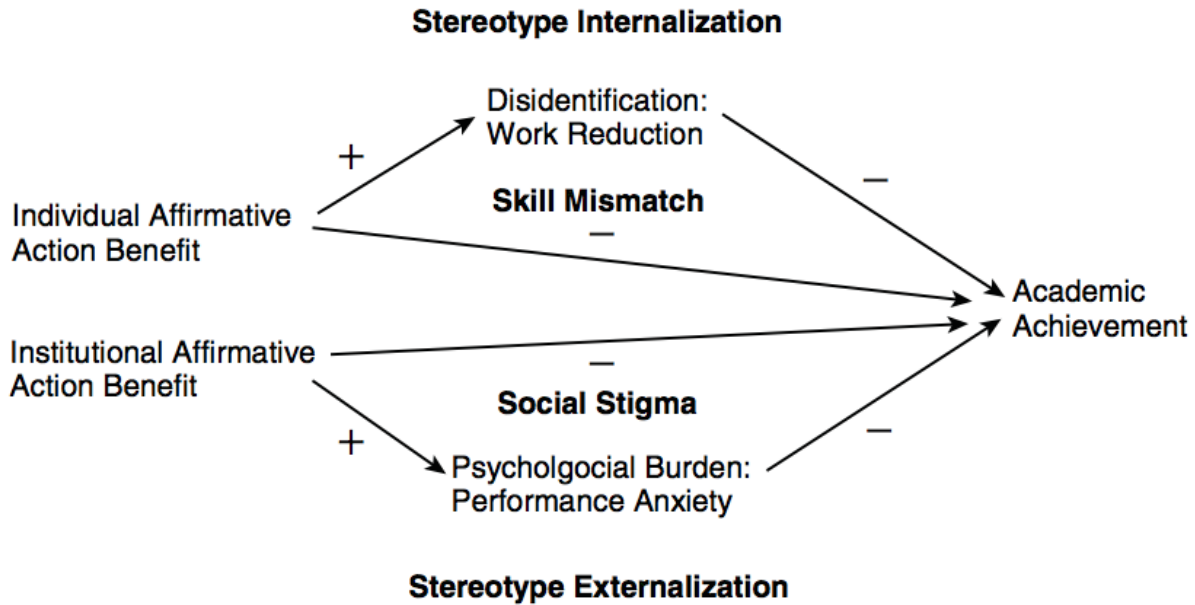 Stereotype Internalization
Disidentification:
Work Reduction
+
−
Skill Mismatch
−
Individual Affirmative
Action Benefit
Academic
Achievement
Institutional Affirmative
Action Benefit
−
Social Stigma
+
−
Psycholgocial Burden:
Performance Anxiety
Stereotype Externalization